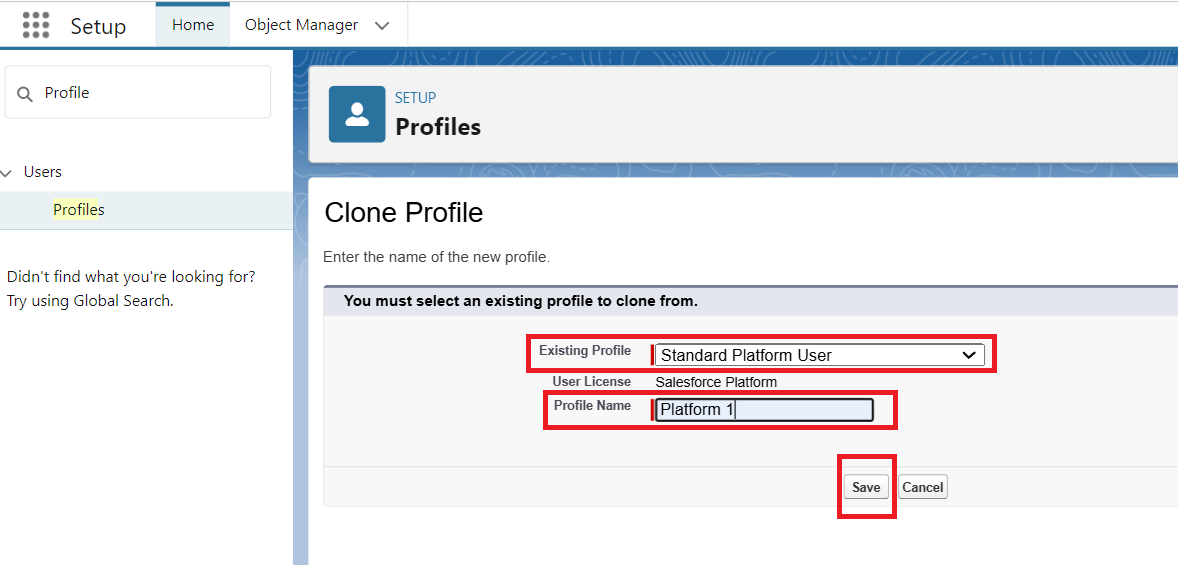 Setup
Home
Object Manager
Profile
Users
Profiles
Didn't find what you're looking for?
Try using Global Search.
SETUP
Profiles
Clone Profile
Enter the name of the new profile.
You must select an existing profile to clone from.
Existing Profile Standard Platform User
User License Salesforce Platform
Profile Name Platform 1
Save Cancel